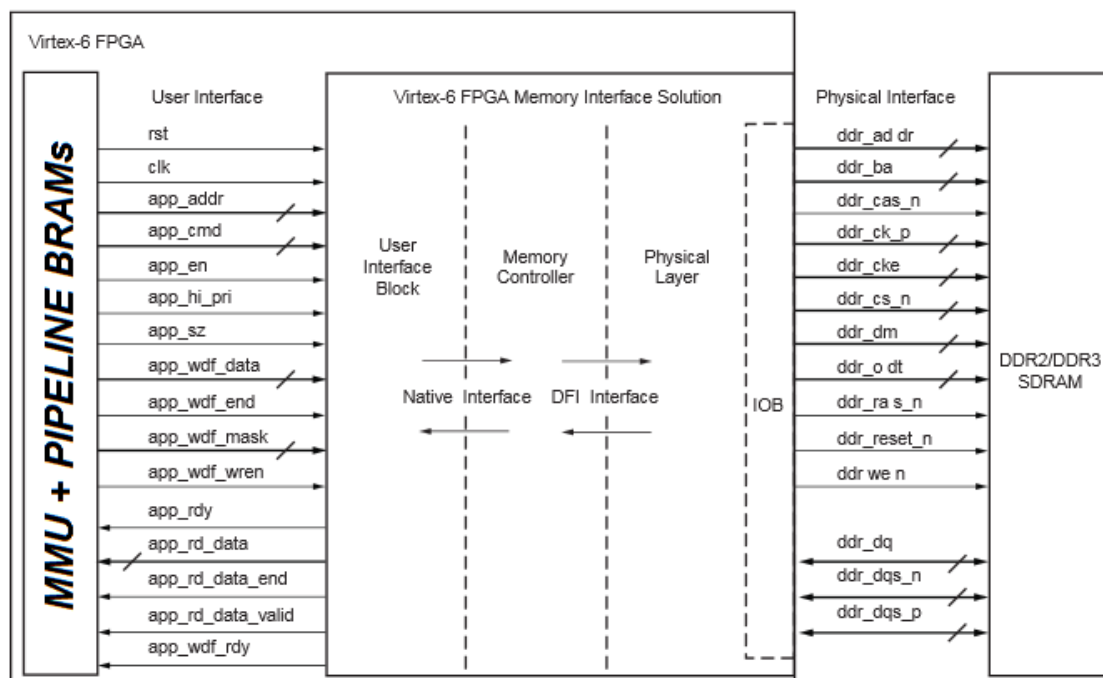 Virtex-6 FPGA
MMU + PIPELINE BRAMs
User Interface
rst
clk
app_addr
app_cmd
app_en
app_hi_pri
app_sz
app_wdf_data
app_wdf_end
app_wdf_mask
app_wdf_wren
app_rdy
app_rd_data
app_rd_data_end
app_rd_data_valid
app_wdf_rdy
Virtex-6 FPGA Memory Interface Solution
User
Interface
Block
Memory
Controller
Physical
Layer
Native Interface
DFI Interface
IOB
Physical Interface
ddr_ad dr
ddr_ba
ddr_cas_n
ddr_ck_p
ddr_cke
ddr_cs_n
ddr_dm
ddr_o dt
ddr_ra s_n
ddr_reset_n
ddr we n
ddr_dq
ddr_dqs_n
ddr_dqs_p
DDR2/DDR3
SDRAM